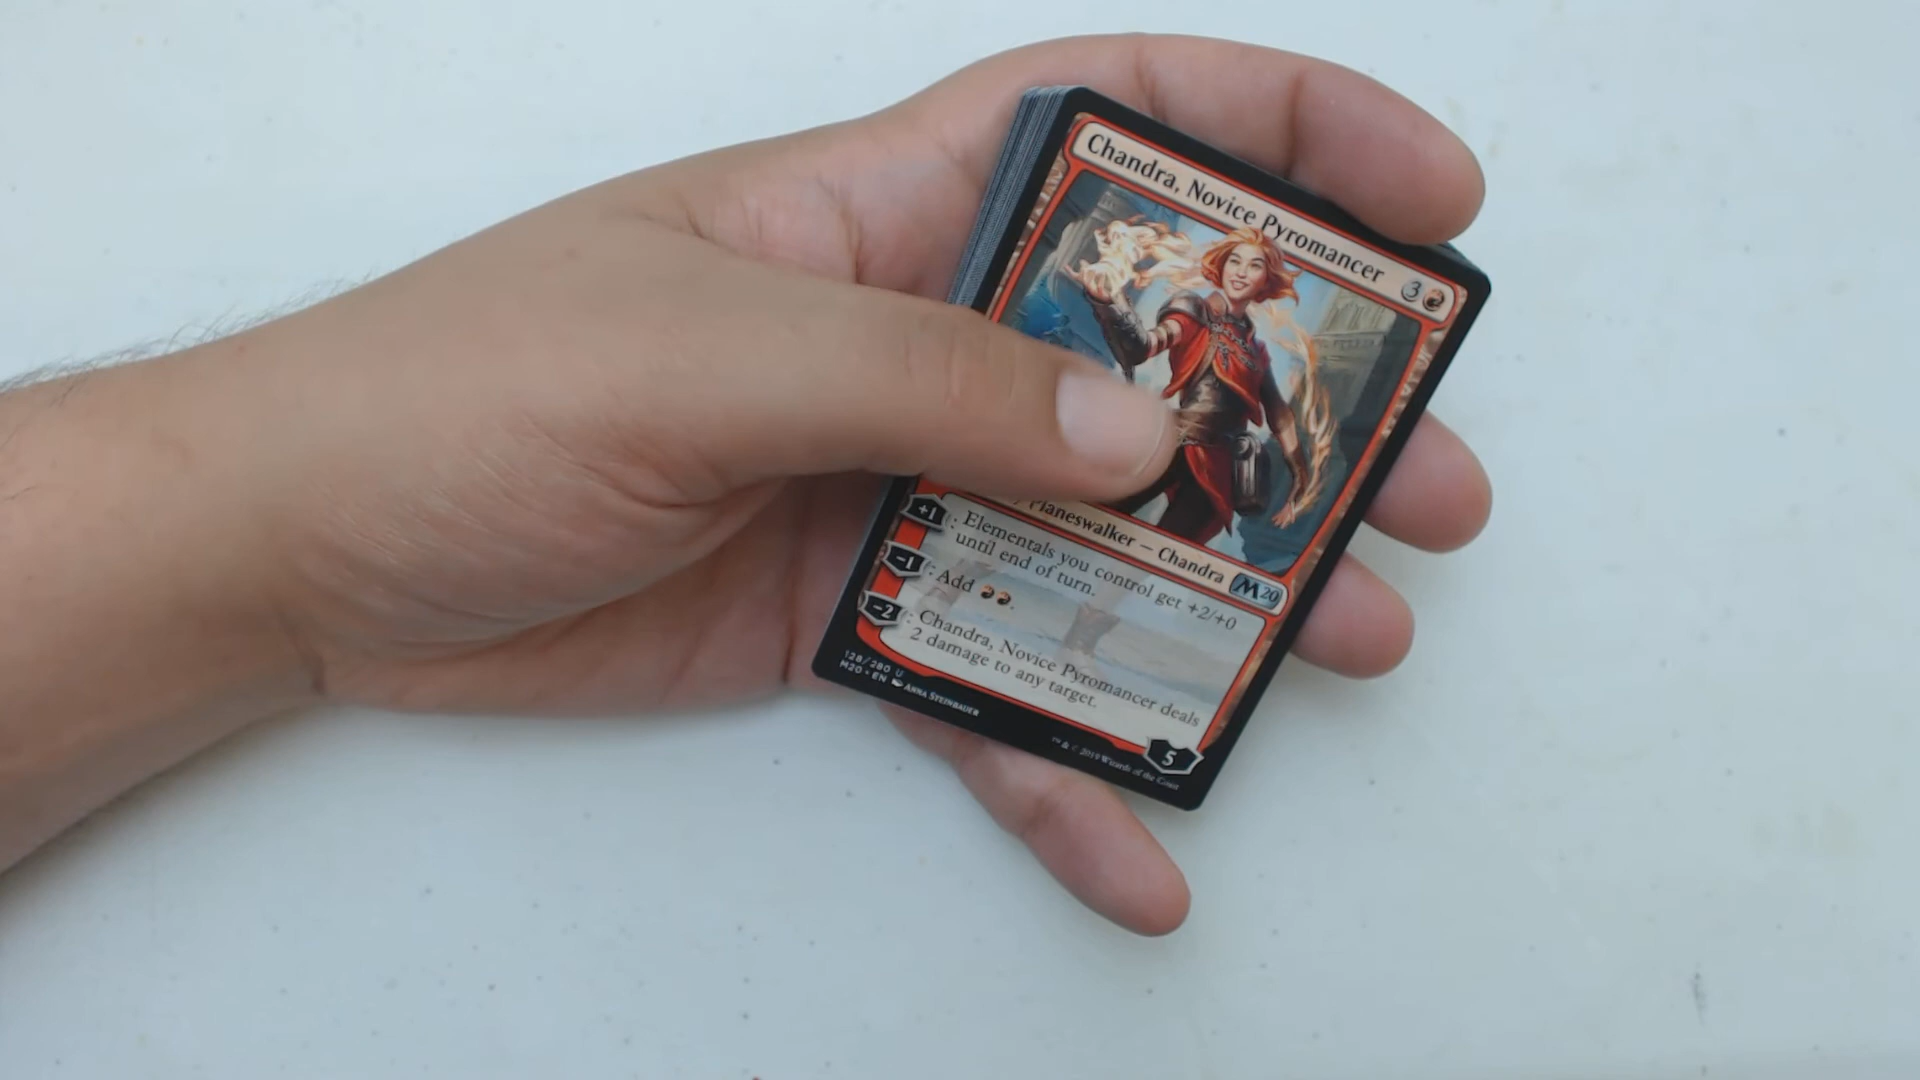 Chandra, Novice Pyromancer 3
Planeswalker — Chandra M20
+1 : Elementals you control get +2/+0
until end of turn.
−1 : Add
−2 : Chandra, Novice Pyromancer deals
2 damage to any target.
128/280 U
M20 • EN Anna Steinbauer
™ & © 2019 Wizards of the Coast
5